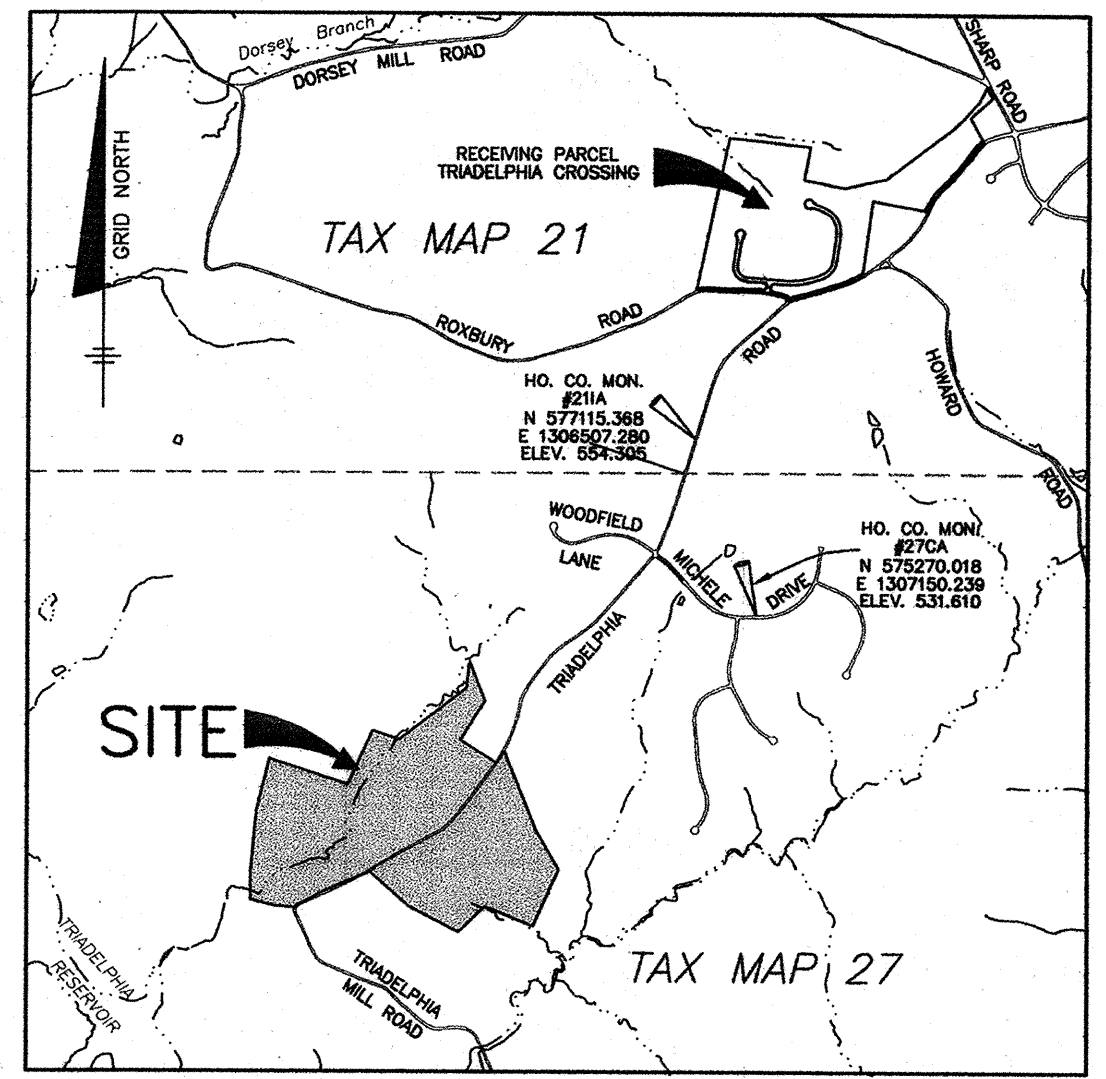 Dorsey Branch
DORSEY MILL ROAD
SHARP ROAD
GRID NORTH
RECEIVING PARCEL
TRIADELPHIA CROSSING
TAX MAP 21
ROXBURY ROAD
ROAD
HOWARD ROAD
HO. CO. MON.
#21IA
N 577115.368
E 1306507.280
ELEV. 554.305
WOODFIELD
LANE
MICHELE DRIVE
HO. CO. MON.
#27CA
N 575270.018
E 1307150.239
ELEV. 531.610
TRIADELPHIA
SITE
TAX MAP 27
TRIADELPHIA
RESERVOIR
TRIADELPHIA
MILL ROAD